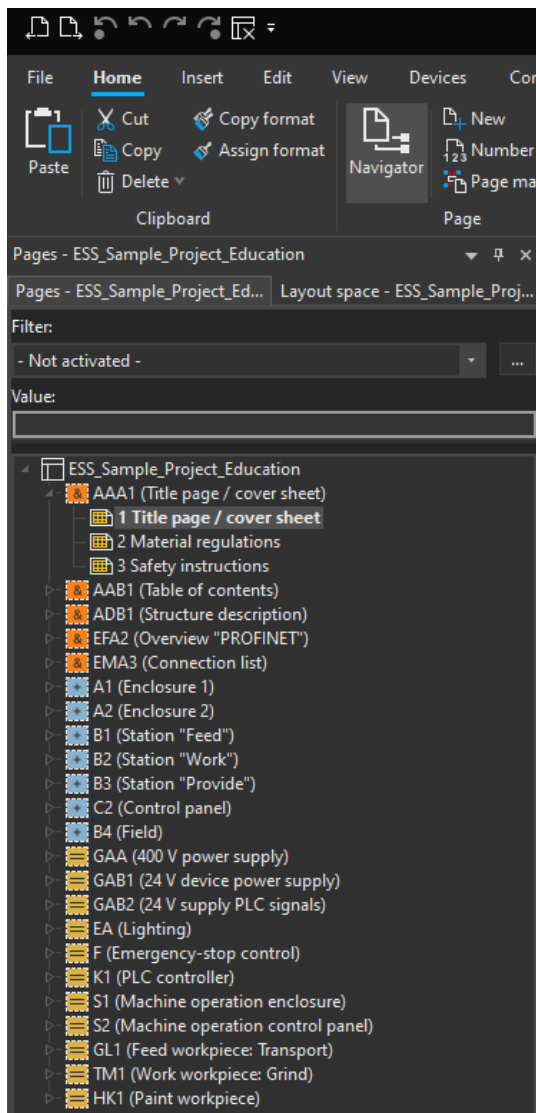 File Home Insert Edit View Devices Cor
Paste
Cut
Copy
Delete
Copy format
Assign format
Clipboard
Navigator
New
123 Number
Page ma
Page
Pages - ESS_Sample_Project_Education
Pages - ESS_Sample_Project_Ed... Layout space - ESS_Sample_Proj...
Filter:
- Not activated - ...
Value:
ESS_Sample_Project_Education
& AAA1 (Title page / cover sheet)
1 Title page / cover sheet
2 Material regulations
3 Safety instructions
& AAB1 (Table of contents)
& ADB1 (Structure description)
& EFA2 (Overview "PROFINET")
& EMA3 (Connection list)
+ A1 (Enclosure 1)
+ A2 (Enclosure 2)
+ B1 (Station "Feed")
+ B2 (Station "Work")
+ B3 (Station "Provide")
+ C2 (Control panel)
+ B4 (Field)
= GAA (400 V power supply)
= GAB1 (24 V device power supply)
= GAB2 (24 V supply PLC signals)
= EA (Lighting)
= F (Emergency-stop control)
= K1 (PLC controller)
= S1 (Machine operation enclosure)
= S2 (Machine operation control panel)
= GL1 (Feed workpiece: Transport)
= TM1 (Work workpiece: Grind)
= HK1 (Paint workpiece)